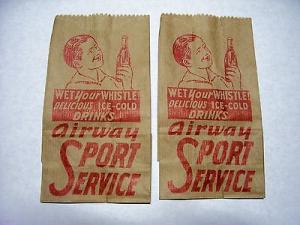 WET Your WHISTLE!
DELICIOUS ICE-COLD
DRINKS
airway
SPORT
SERVICE
WET Your WHISTLE!
DELICIOUS ICE-COLD
DRINKS
airway
SPORT
SERVICE